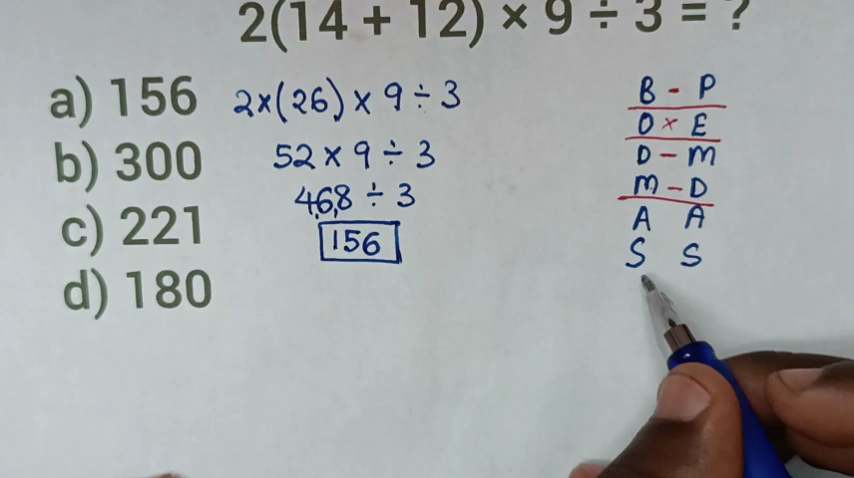 2(14 + 12) × 9 ÷ 3 = ?
a) 156
b) 300
c) 221
d) 180
2×(26) × 9 ÷ 3
52 × 9 ÷ 3
468 ÷ 3
156
B - P
O × E
D - M
M - D
A A
S S